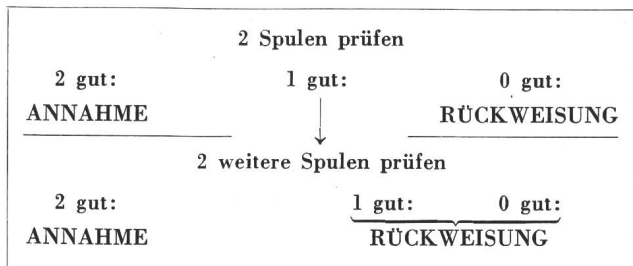 2 Spulen prüfen
2 gut: 1 gut: 0 gut:
ANNAHME RÜCKWEISUNG
2 weitere Spulen prüfen
2 gut: 1 gut: 0 gut:
ANNAHME RÜCKWEISUNG